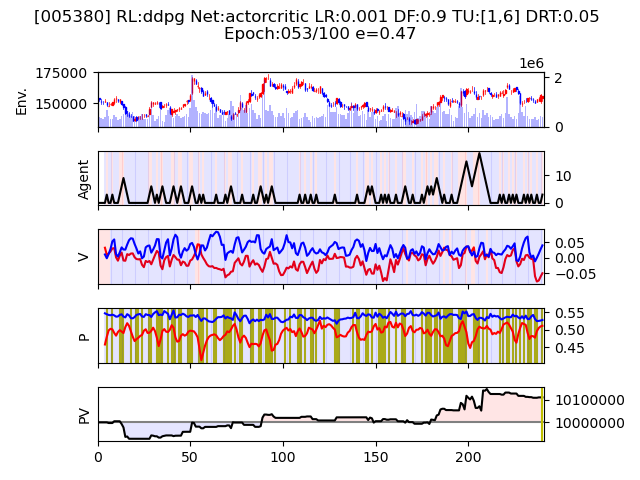 [005380] RL:ddpg Net:actorcritic LR:0.001 DF:0.9 TU:[1,6] DRT:0.05
Epoch:053/100 e=0.47
1e6
175000
150000
Env.
2
0
Agent
10
0
V
0.05
0.00
−0.05
P
0.55
0.50
0.45
PV
10100000
10000000
0 50 100 150 200